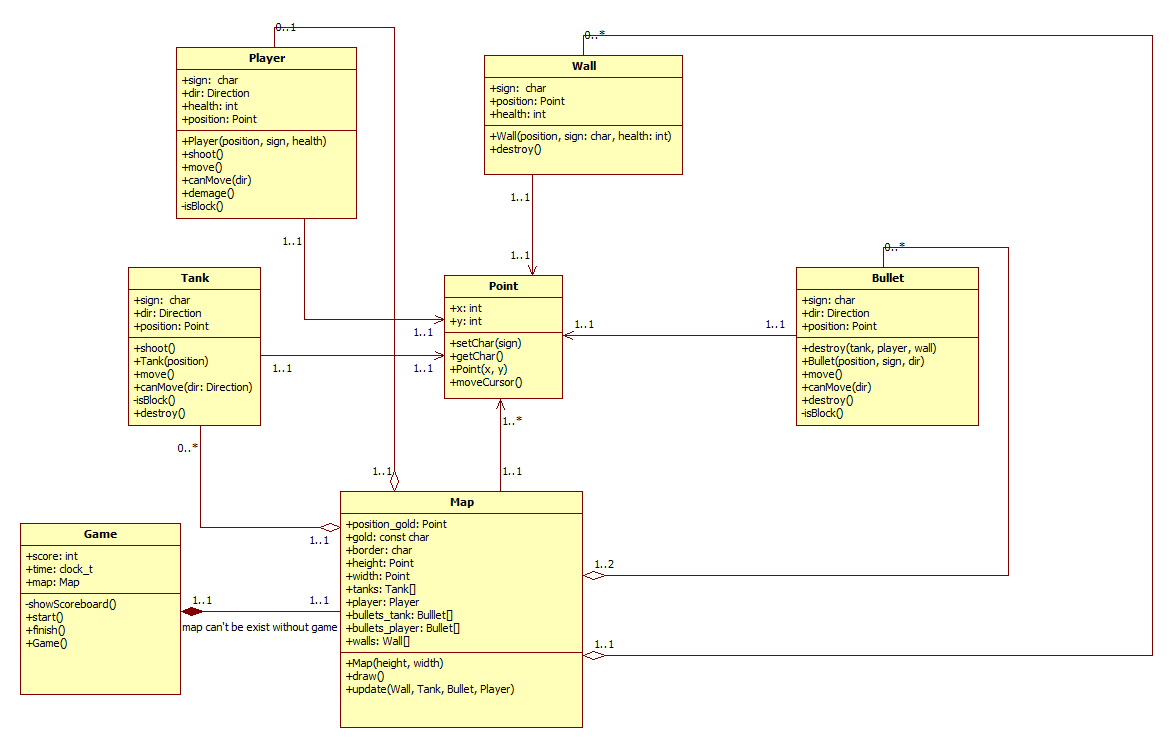 0..1
Player
+sign:  char
+dir: Direction
+health: int
+position: Point
+Player(position, sign, health)
+shoot()
+move()
+canMove(dir)
+demage()
-isBlock()
1..1
1..1
0..*
Wall
+sign:  char
+position: Point
+health: int
+Wall(position, sign: char, health: int)
+destroy()
1..1
1..1
Tank
+sign:  char
+dir: Direction
+position: Point
+shoot()
+Tank(position)
+move()
+canMove(dir: Direction)
-isBlock()
+destroy()
1..1
1..1
0..*
1..1
Point
+x: int
+y: int
+setChar(sign)
+getChar()
+Point(x, y)
+moveCursor()
1..1
1..1
0..*
Bullet
+sign: char
+dir: Direction
+position: Point
+destroy(tank, player, wall)
+Bullet(position, sign, dir)
+move()
+canMove(dir)
+destroy()
-isBlock()
1..*
1..1
1..1
Map
+position_gold: Point
+gold: const char
+border: char
+height: Point
+width: Point
+tanks: Tank[]
+player: Player
+bullets_tank: Bullet[]
+bullets_player: Bullet[]
+walls: Wall[]
+Map(height, width)
+draw()
+update(Wall, Tank, Bullet, Player)
1..2
1..1
Game
+score: int
+time: clock_t
+map: Map
-showScoreboard()
+start()
+finish()
+Game()
1..1
1..1
map can't be exist without game